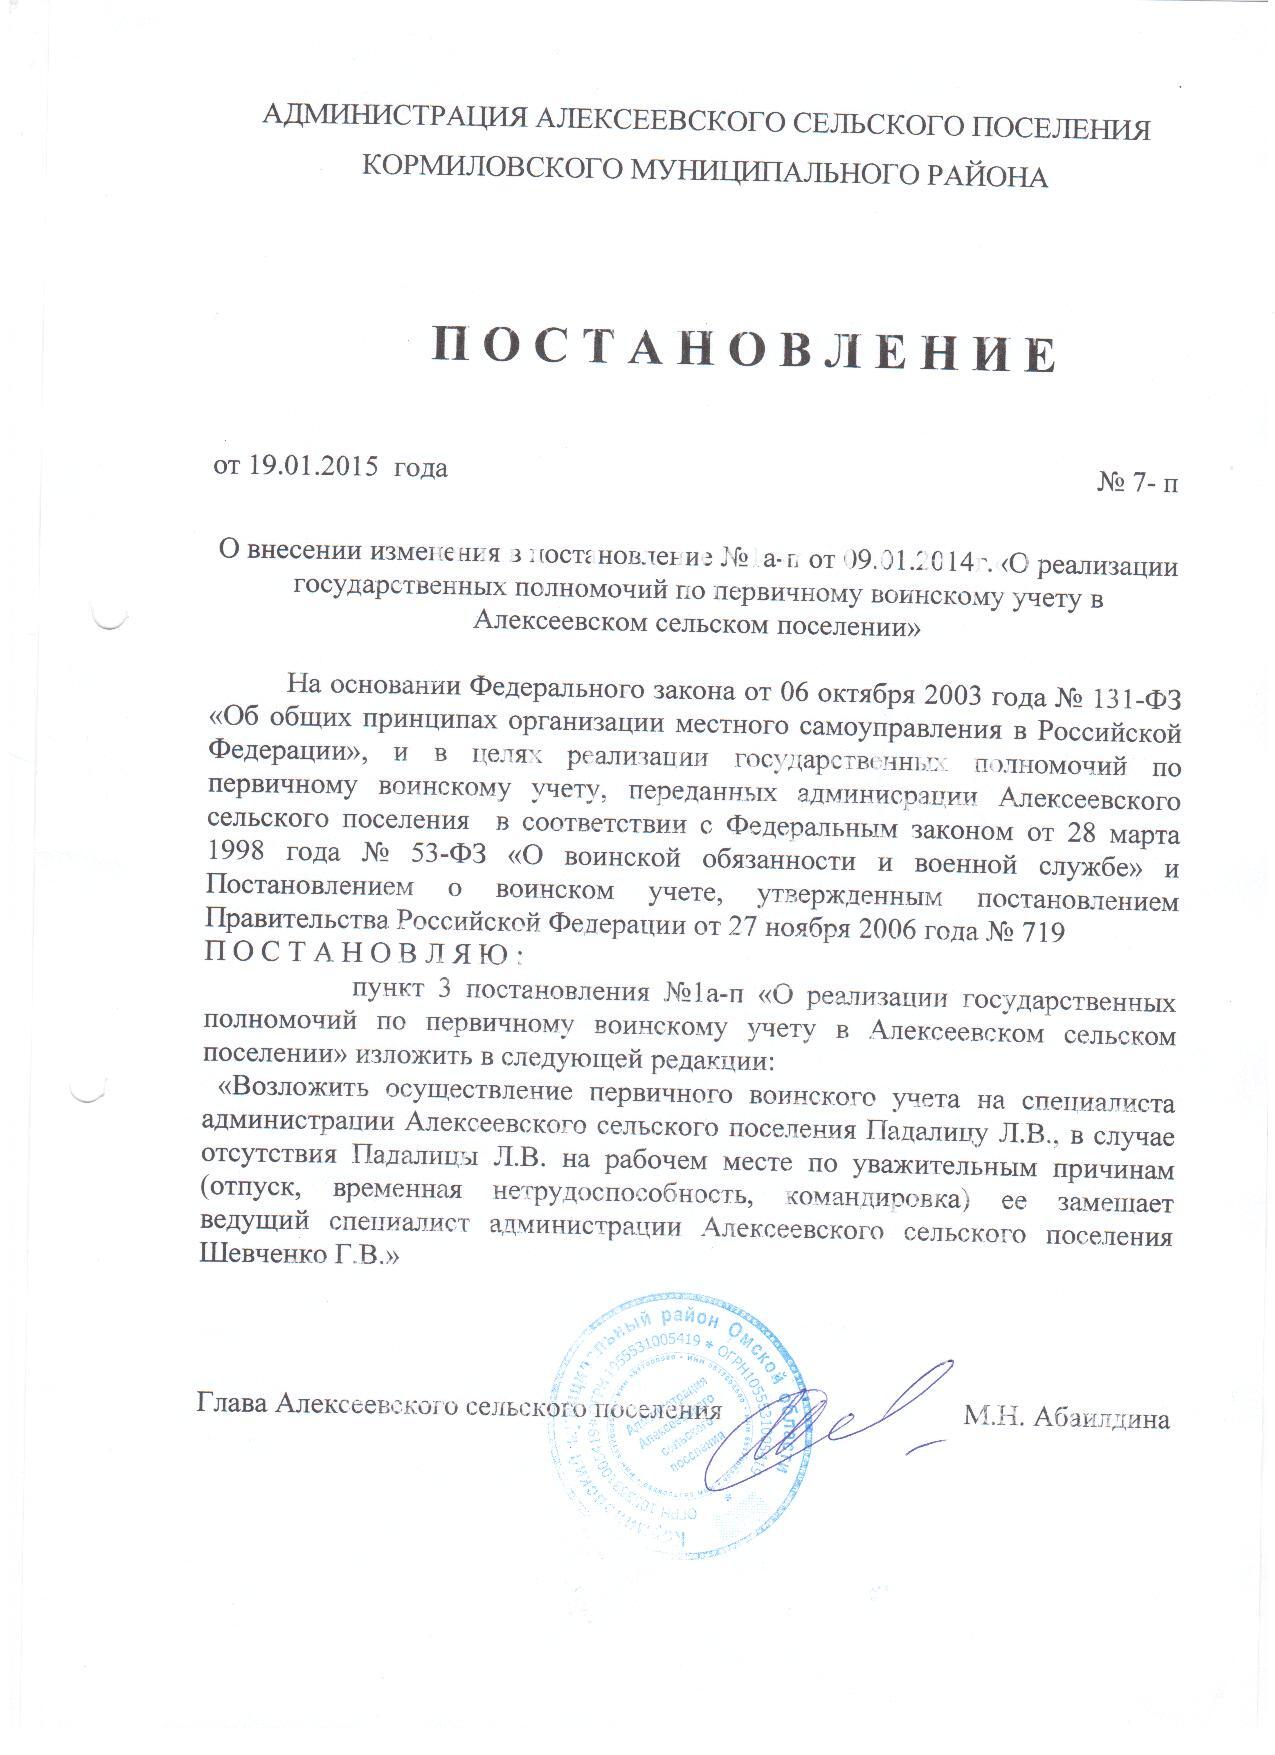 АДМИНИСТРАЦИЯ АЛЕКСЕЕВСКОГО СЕЛЬСКОГО ПОСЕЛЕНИЯ
КОРМИЛОВСКОГО МУНИЦИПАЛЬНОГО РАЙОНА
П О С Т А Н О В Л Е Н И Е
от 19.01.2015 года
№ 7- п
О внесении изменения в постановление №1а-п от 09.01.2014г. «О реализации
государственных полномочий по первичному воинскому учету в
Алексеевском сельском поселении»
На основании Федерального закона от 06 октября 2003 года № 131-ФЗ
«Об общих принципах организации местного самоуправления в Российской
Федерации», и в целях реализации государственных полномочий по
первичному воинскому учету, переданных админисрации Алексеевского
сельского поселения в соответствии с Федеральным законом от 28 марта
1998 года № 53-ФЗ «О воинской обязанности и военной службе» и
Постановлением о воинском учете, утвержденным постановлением
Правительства Российской Федерации от 27 ноября 2006 года № 719
П О С Т А Н О В Л Я Ю :
пункт 3 постановления №1а-п «О реализации государственных
полномочий по первичному воинскому учету в Алексеевском сельском
поселении» изложить в следующей редакции:
«Возложить осуществление первичного воинского учета на специалиста
администрации Алексеевского сельского поселения Падалицу Л.В., в случае
отсутствия Падалицы Л.В. на рабочем месте по уважительным причинам
(отпуск, временная нетрудоспособность, командировка) ее замещает
ведущий специалист администрации Алексеевского сельского поселения
Шевченко Г.В.»
Глава Алексеевского сельского поселения
М.Н. Абаилдина
муниципальный район Омской области
ОГРН 1055531005419 * ОГРН1055531005419 *
Администрация
Алексеевского
сельского
поселения